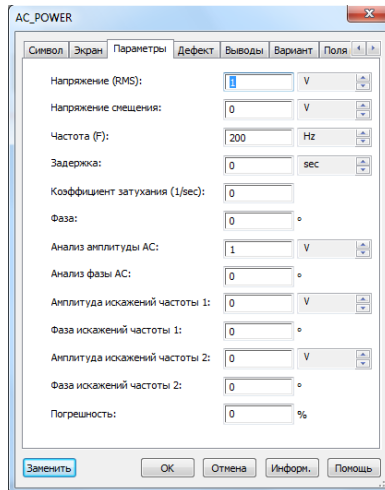 AC_POWER
Символ Экран Параметры Дефект Выводы Вариант Поля
Напряжение (RMS): 1 V
Напряжение смещения: 0 V
Частота (F): 200 Hz
Задержка: 0 sec
Коэффициент затухания (1/sec): 0
Фаза: 0 °
Анализ амплитуды AC: 1 V
Анализ фазы AC: 0 °
Амплитуда искажений частоты 1: 0 V
Фаза искажений частоты 1: 0 °
Амплитуда искажений частоты 2: 0 V
Фаза искажений частоты 2: 0 °
Погрешность: 0 %
Заменить OK Отмена Информ. Помощь